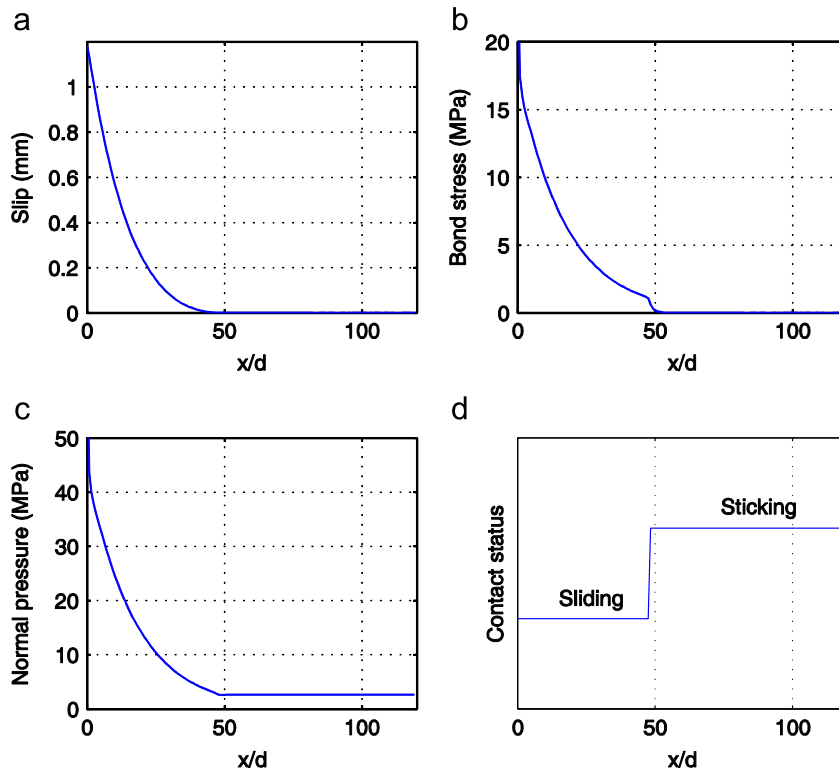 a
1
0.8
0.6
0.4
0.2
0
Slip (mm)
0 50 100
x/d
b
20
15
10
5
0
Bond stress (MPa)
0 50 100
x/d
c
50
40
30
20
10
0
Normal pressure (MPa)
0 50 100
x/d
d
Contact status
Sticking
Sliding
0 50 100
x/d